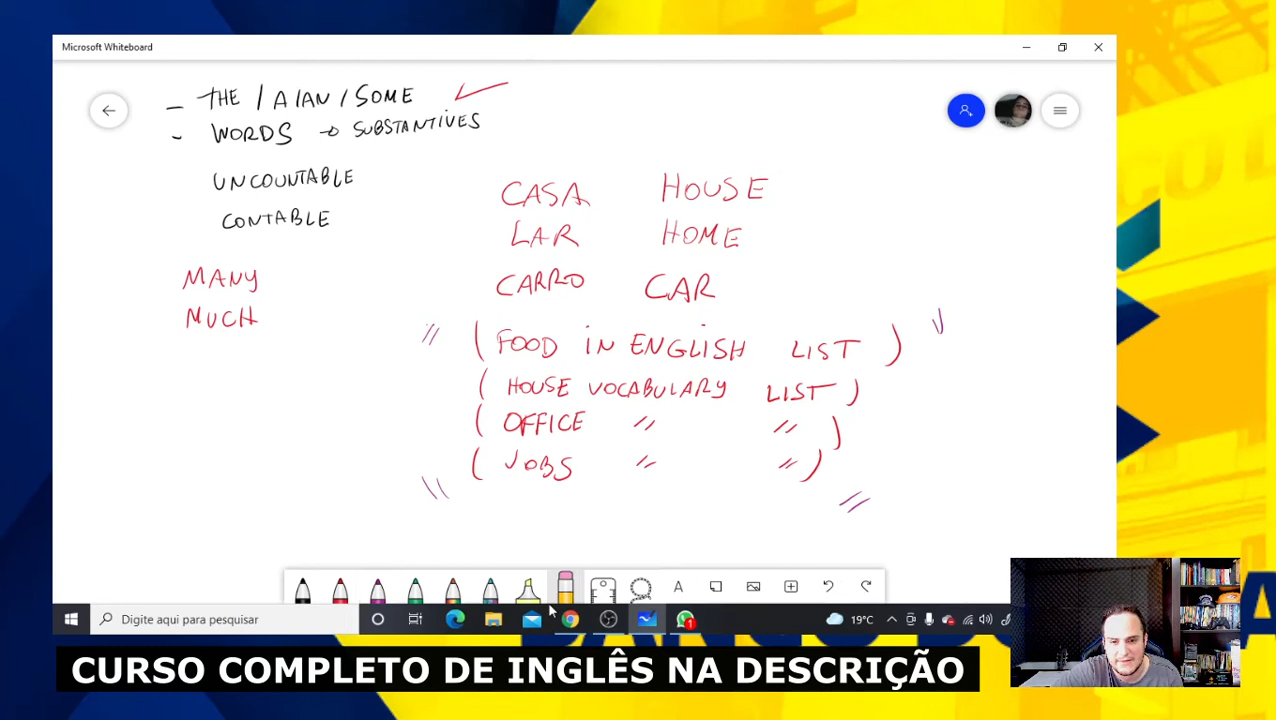 Microsoft Whiteboard
- THE / A / AN / SOME
- WORDS → SUBSTANTIVES
UNCOUNTABLE
CONTABLE
MANY
MUCH
CASA HOUSE
LAR HOME
CARRO CAR
( FOOD IN ENGLISH LIST )
( HOUSE VOCABULARY LIST )
( OFFICE " " )
( JOBS " " )
Digite aqui para pesquisar
1
19°C
CURSO COMPLETO DE INGLÊS NA DESCRIÇÃO